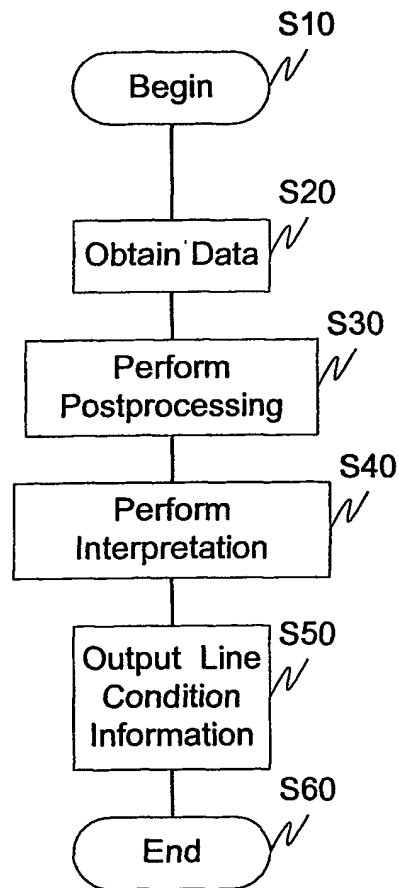 S10
Begin
S20
Obtain Data
S30
Perform
Postprocessing
S40
Perform
Interpretation
S50
Output Line
Condition
Information
S60
End